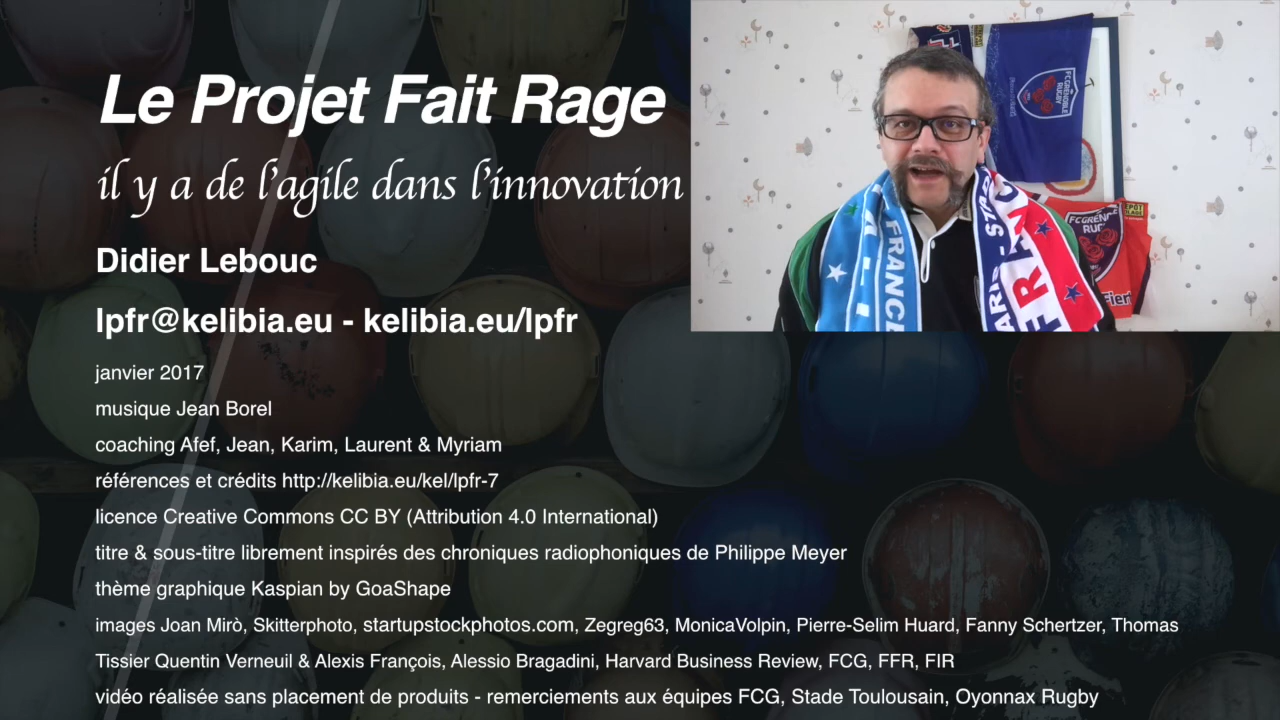 Le Projet Fait Rage
il y a de l'agile dans l'innovation
Didier Lebouc
lpfr@kelibia.eu - kelibia.eu/lpfr
janvier 2017
musique Jean Borel
coaching Afef, Jean, Karim, Laurent & Myriam
références et crédits http://kelibia.eu/kel/lpfr-7
licence Creative Commons CC BY (Attribution 4.0 International)
titre & sous-titre librement inspirés des chroniques radiophoniques de Philippe Meyer
thème graphique Kaspian by GoaShape
images Joan Mirò, Skitterphoto, startupstockphotos.com, Zegreg63, MonicaVolpin, Pierre-Selim Huard, Fanny Schertzer, Thomas
Tissier Quentin Verneuil & Alexis François, Alessio Bragadini, Harvard Business Review, FCG, FFR, FIR
vidéo réalisée sans placement de produits - remerciements aux équipes FCG, Stade Toulousain, Oyonnax Rugby
FCGRENOBLE
RUGBY
FCGRENO
RUG
Fiert
FRANC
FRANC